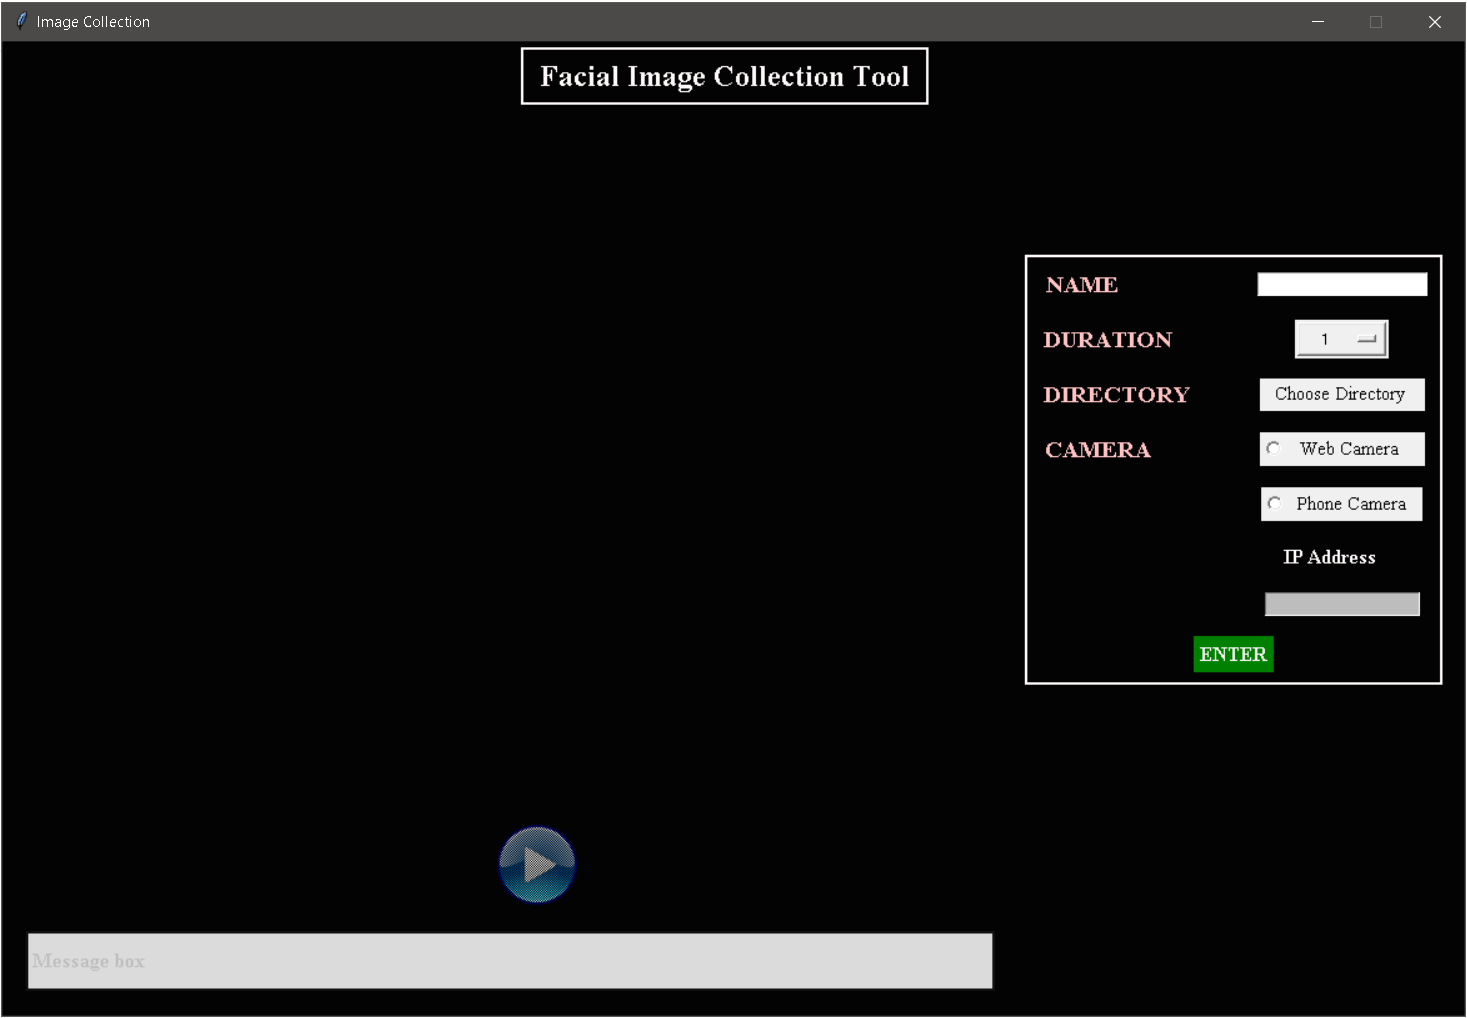 Image Collection
Facial Image Collection Tool
NAME
DURATION 1
DIRECTORY Choose Directory
CAMERA Web Camera
Phone Camera
IP Address
ENTER
Message box